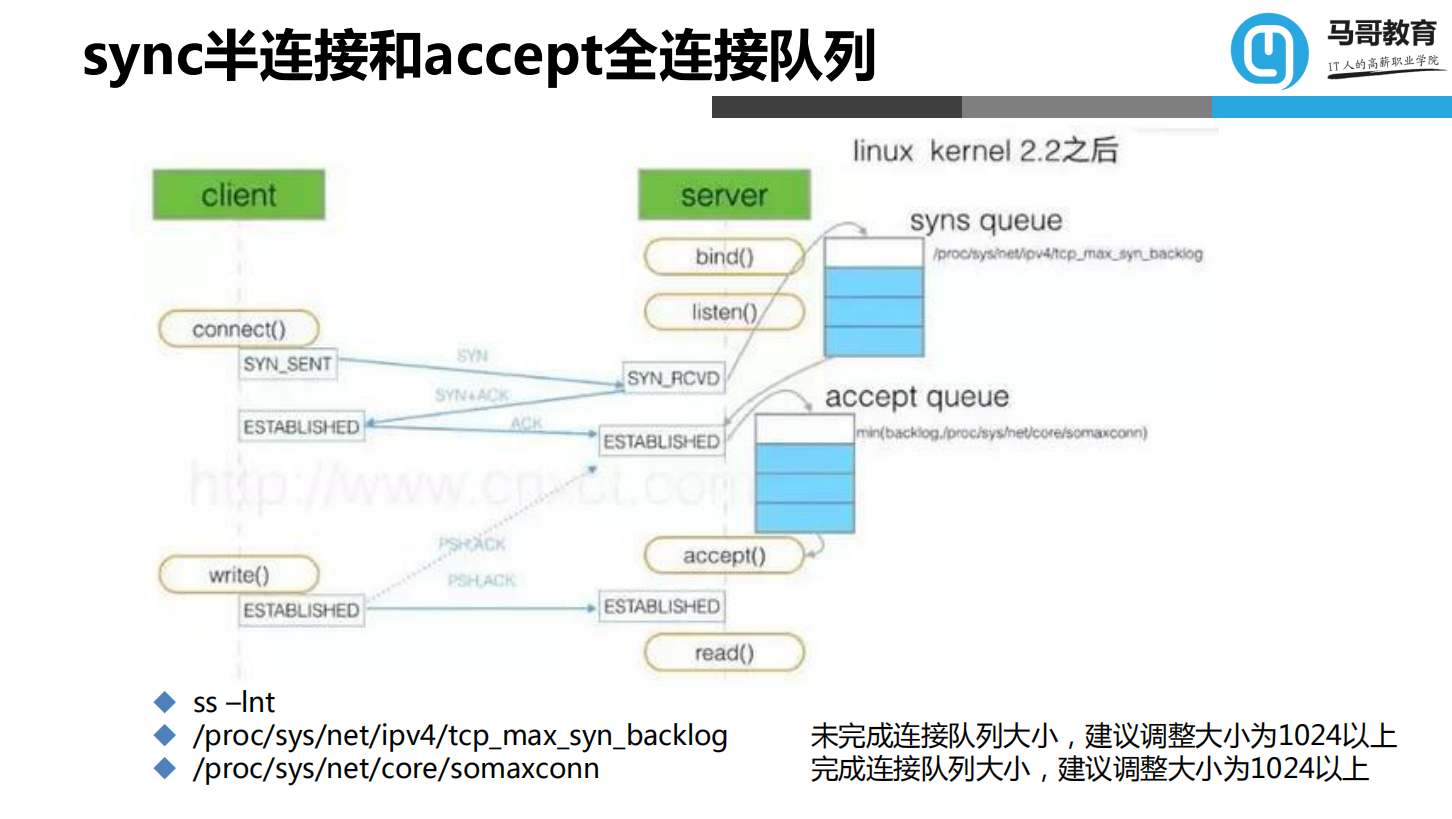 sync半连接和accept全连接队列
马哥教育
IT人的高薪职业学院
linux kernel 2.2之后
client
server
syns queue
bind()
/proc/sys/net/ipv4/tcp_max_syn_backlog
listen()
connect()
SYN
SYN_SENT
SYN_RCVD
SYN+ACK
accept queue
ACK
ESTABLISHED
ESTABLISHED
min(backlog,/proc/sys/net/core/somaxconn)
http://www.cnxct.com
PSH,ACK
accept()
write()
PSH,ACK
ESTABLISHED
ESTABLISHED
read()
ss –lnt
/proc/sys/net/ipv4/tcp_max_syn_backlog 未完成连接队列大小，建议调整大小为1024以上
/proc/sys/net/core/somaxconn 完成连接队列大小，建议调整大小为1024以上